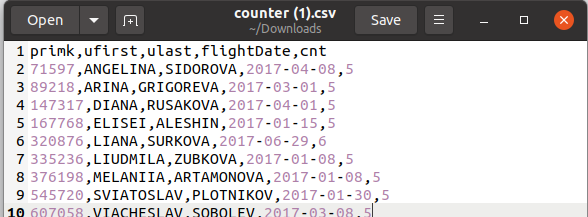 Open
counter (1).csv
~/Downloads
Save
1 primk,ufirst,ulast,flightDate,cnt
2 71597,ANGELINA,SIDOROVA,2017-04-08,5
3 89218,ARINA,GRIGOREVA,2017-03-01,5
4 147317,DIANA,RUSAKOVA,2017-04-01,5
5 167768,ELISEI,ALESHIN,2017-01-15,5
6 320876,LIANA,SURKOVA,2017-06-29,6
7 335236,LIUDMILA,ZUBKOVA,2017-01-08,5
8 376198,MELANIIA,ARTAMONOVA,2017-01-08,5
9 545720,SVIATOSLAV,PLOTNIKOV,2017-01-30,5
10 607058,VIACHESLAV,SOBOLEV,2017-03-08,5